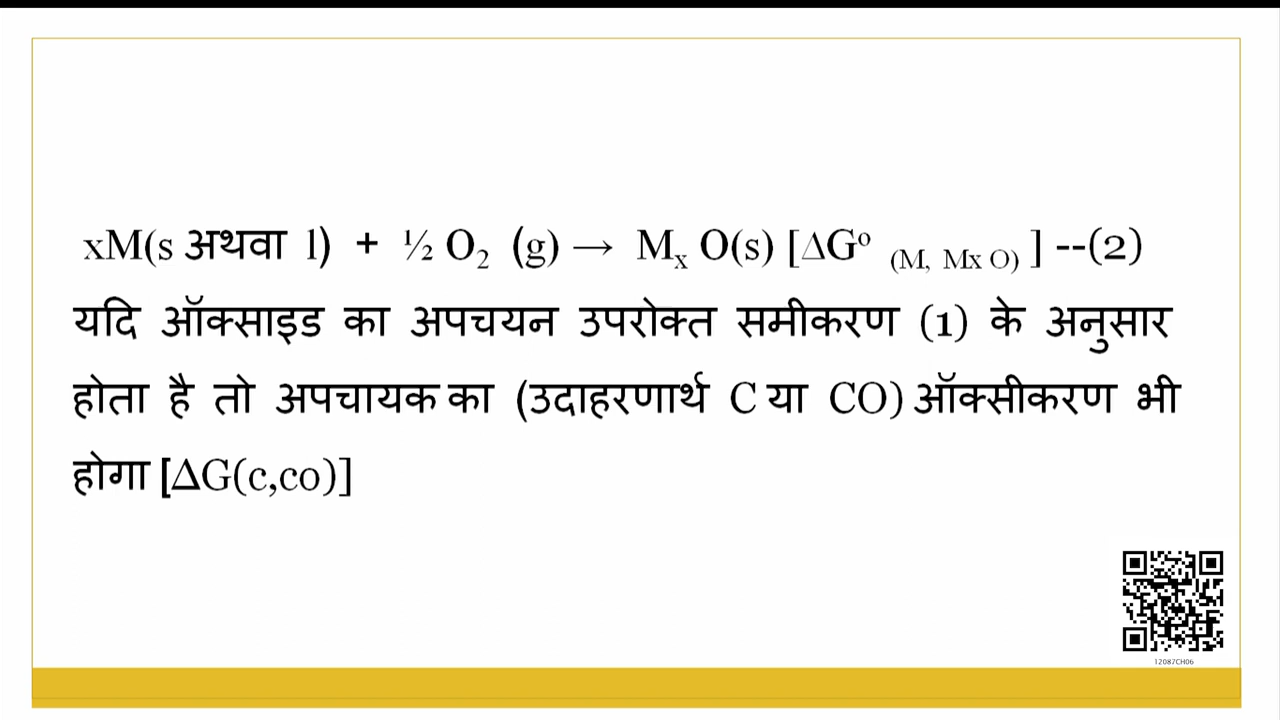 xM(s अथवा l) + ½ O₂ (g) → Mₓ O(s) [ΔGº (M, Mx O) ] --(2)
यदि ऑक्साइड का अपचयन उपरोक्त समीकरण (1) के अनुसार
होता है तो अपचायक का (उदाहरणार्थ C या CO) ऑक्सीकरण भी
होगा [ΔG(c,co)]
12087CH06